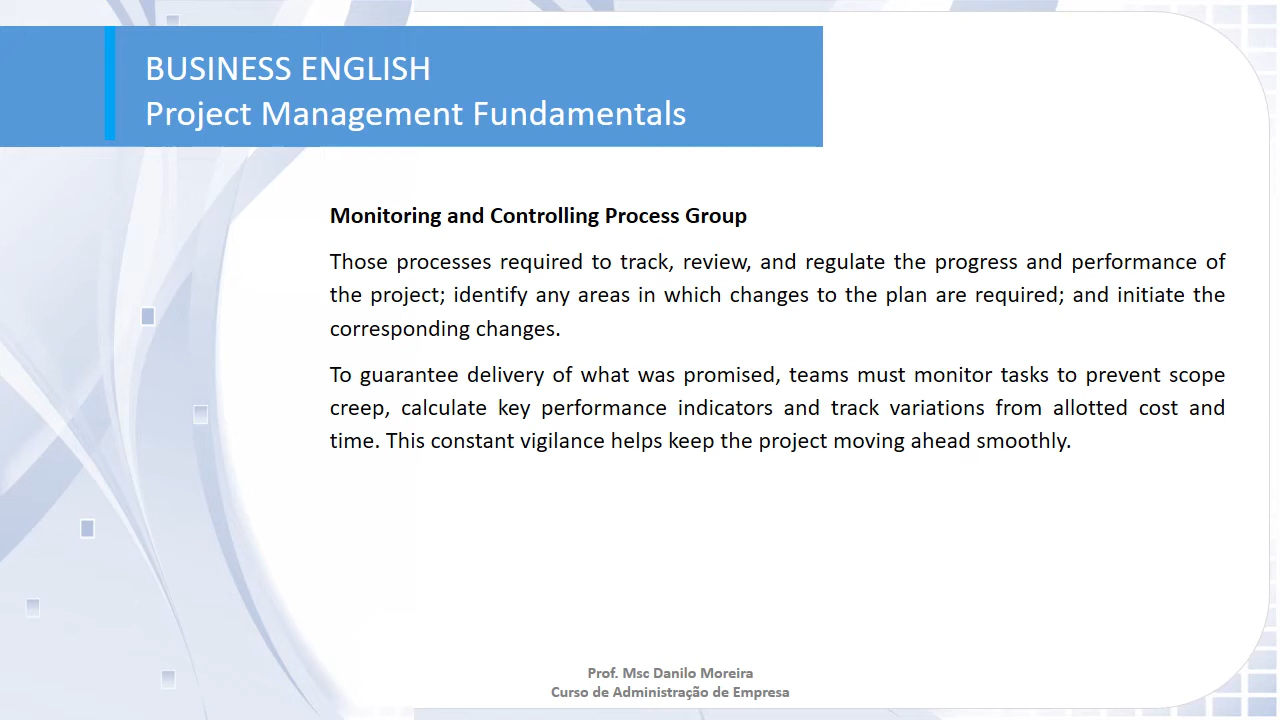 BUSINESS ENGLISH
Project Management Fundamentals
Monitoring and Controlling Process Group
Those processes required to track, review, and regulate the progress and performance of
the project; identify any areas in which changes to the plan are required; and initiate the
corresponding changes.
To guarantee delivery of what was promised, teams must monitor tasks to prevent scope
creep, calculate key performance indicators and track variations from allotted cost and
time. This constant vigilance helps keep the project moving ahead smoothly.
Prof. Msc Danilo Moreira
Curso de Administração de Empresa